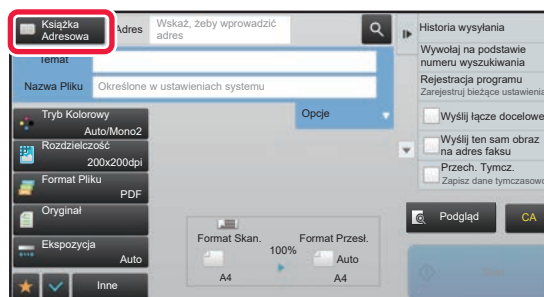 Książka
Adresowa
Adres
Wskaż, żeby wprowadzić
adres
Temat
Nazwa Pliku
Określone w ustawieniach systemu
Opcje
Tryb Kolorowy
Auto/Mono2
Rozdzielczość
200x200dpi
Format Pliku
PDF
Oryginał
Ekspozycja
Auto
Inne
Format Skan.
A4
100%
Format Przesł.
Auto
A4
Historia wysyłania
Wywołaj na podstawie
numeru wyszukiwania
Rejestracja programu
Zarejestruj bieżące ustawienia
Wyślij łącze docelowe
Wyślij ten sam obraz
na adres faksu
Przech. Tymcz.
Zapisz dane tymczasowo
Podgląd
CA